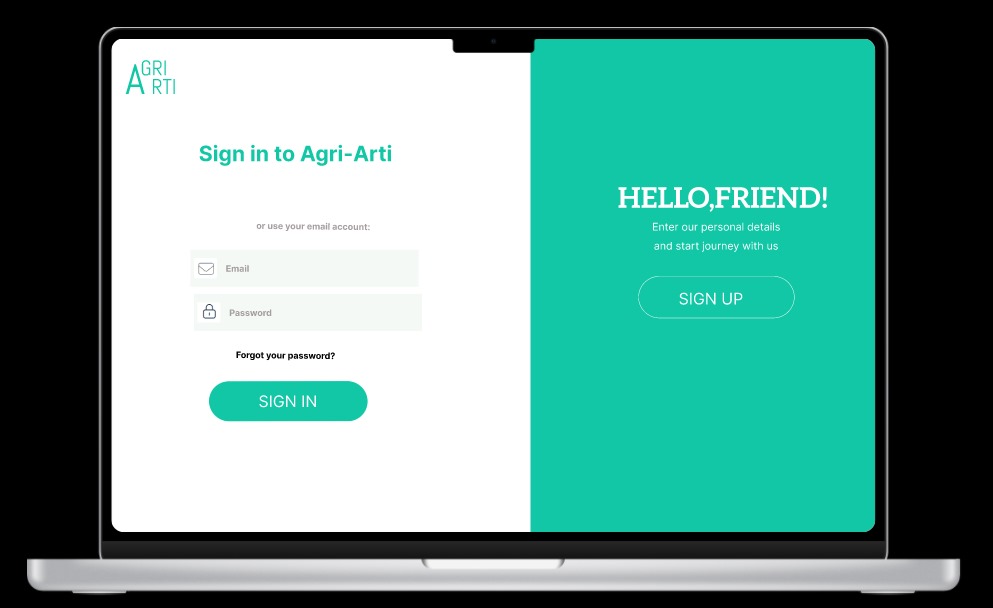 AGRI
ARTI
Sign in to Agri-Arti
or use your email account:
Email
Password
Forgot your password?
SIGN IN
HELLO,FRIEND!
Enter our personal details
and start journey with us
SIGN UP